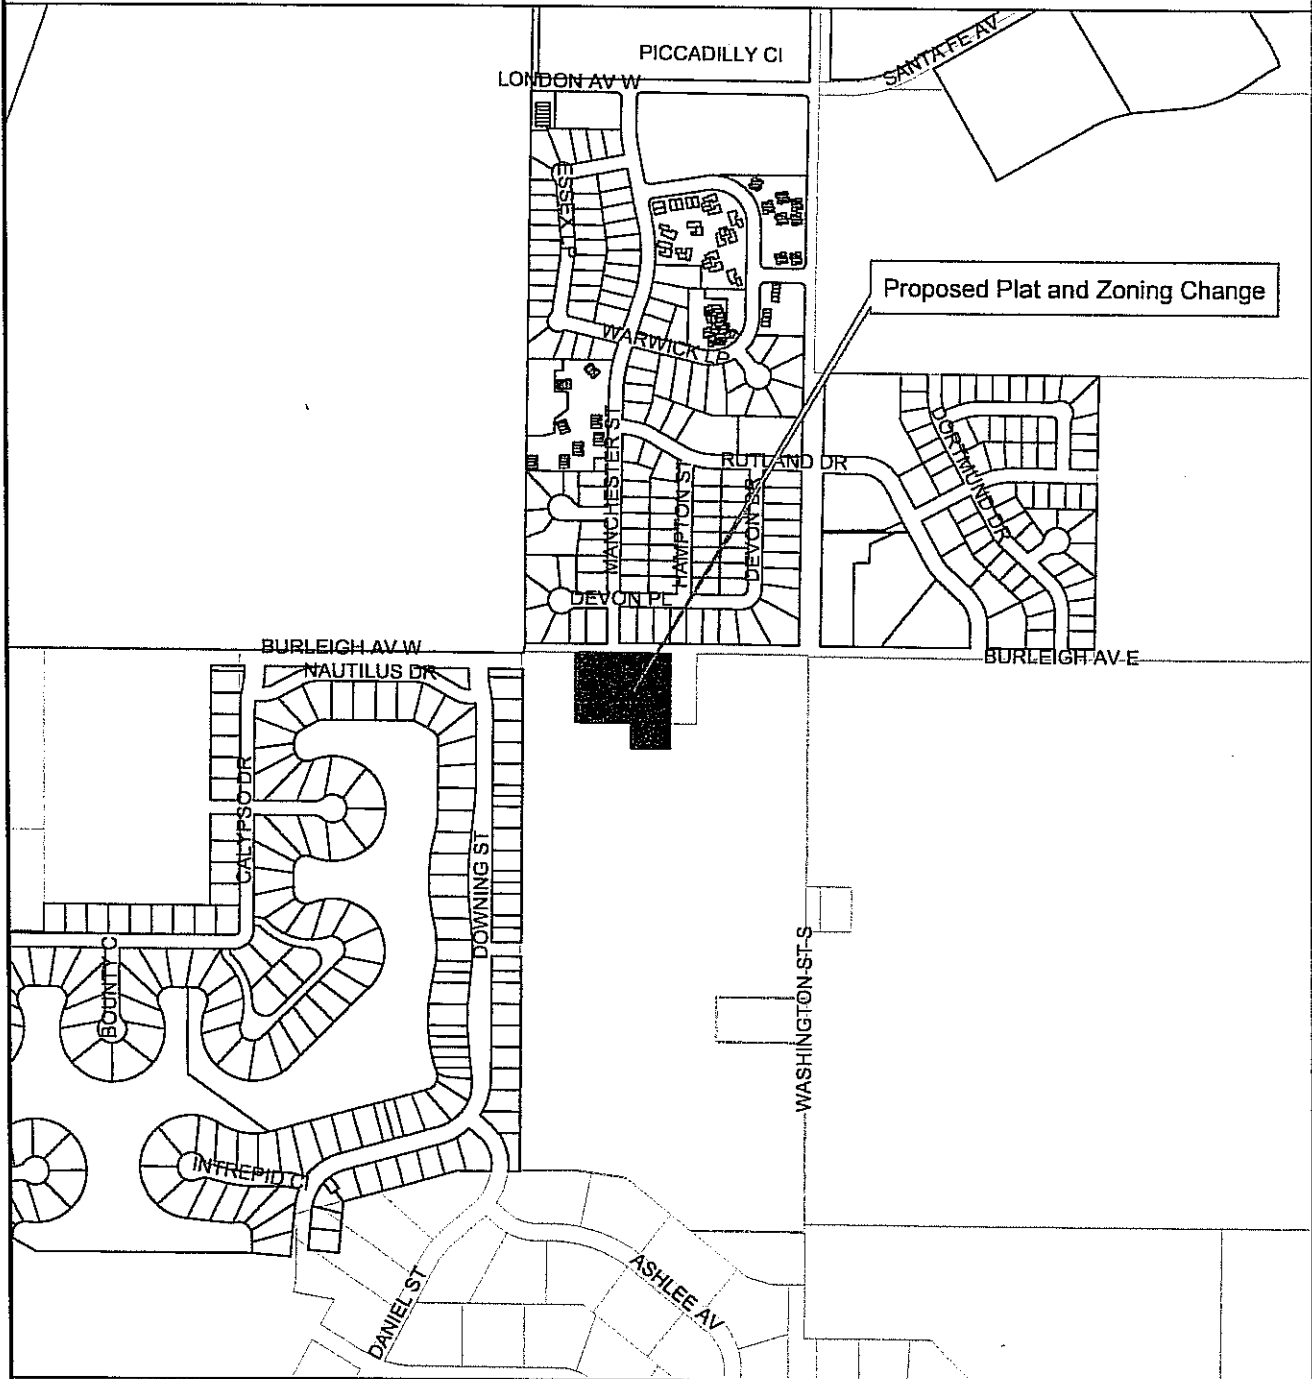 PICCADILLY CI
SANTA FE AV
LONDON AV W
ESSEX L
Proposed Plat and Zoning Change
WARWICK LP
MANCHESTER ST
RUTLAND DR
DORTMUND DR
HAMPTON ST
DEVON DR
DEVON PL
BURLEIGH AV W
NAUTILUS DR
BURLEIGH AV E
CALYPSO DR
DOWNING ST
BOUNTY C
WASHINGTON ST S
INTREPID CI
DANIEL ST
ASHLEE AV